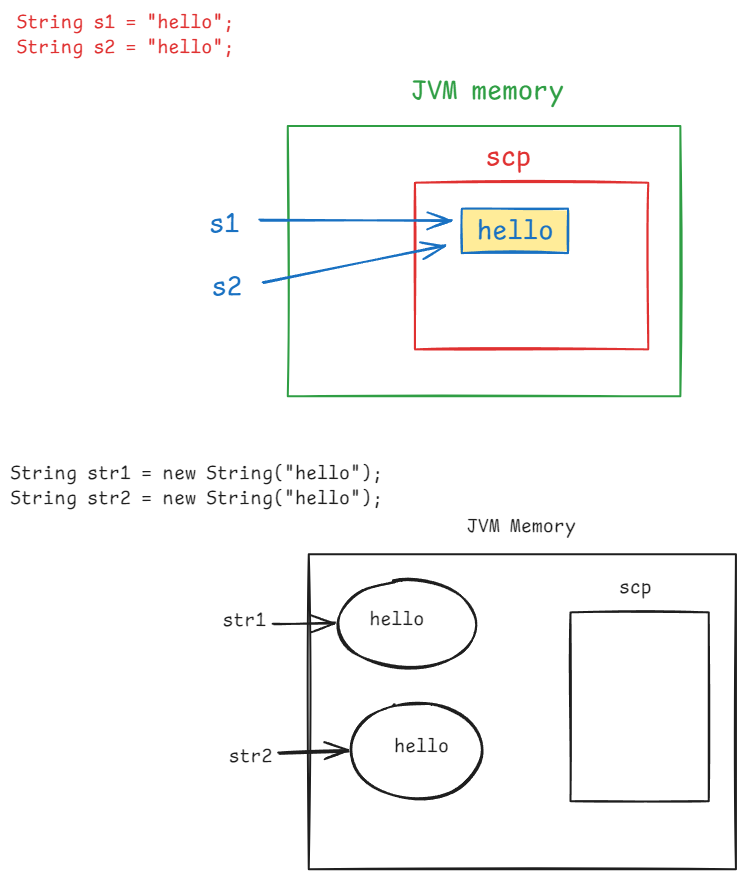 String s1 = "hello";
String s2 = "hello";
JVM memory
scp
s1
hello
s2
String str1 = new String("hello");
String str2 = new String("hello");
JVM Memory
scp
str1
hello
str2
hello